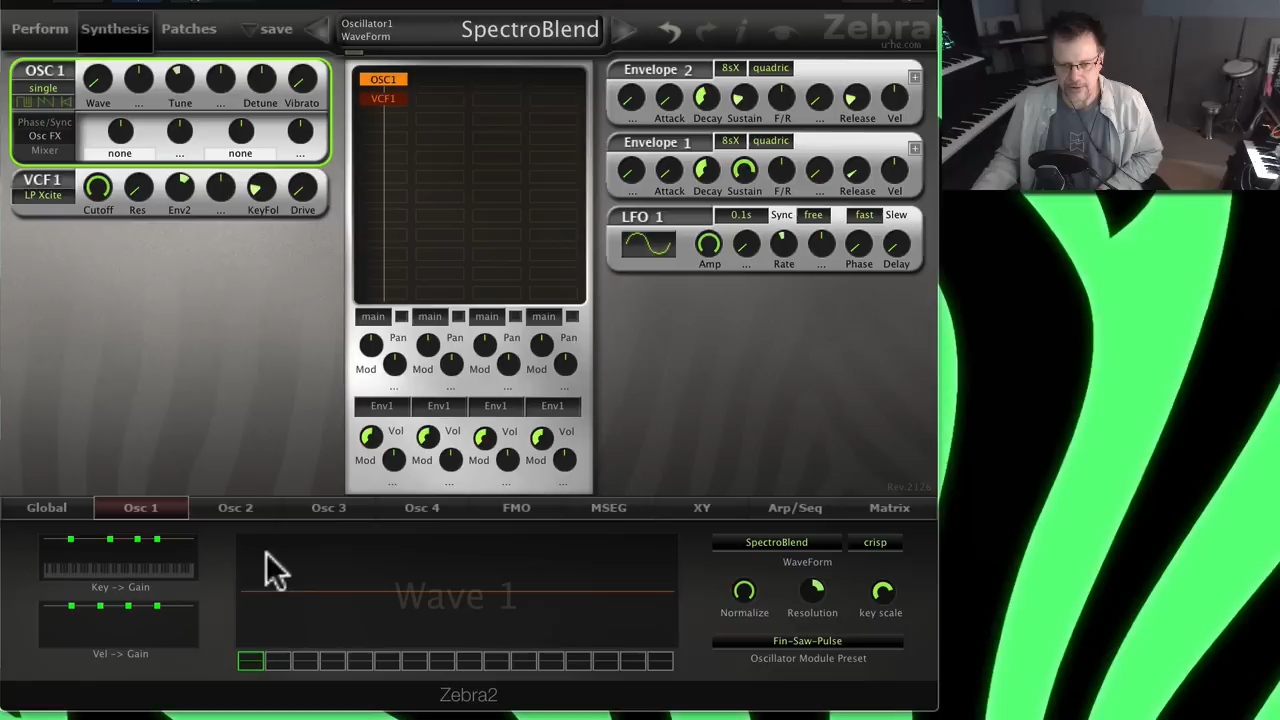 Perform
Synthesis
Patches
save
Oscillator1
WaveForm
SpectroBlend
Zebra
u-he.com
OSC 1
single
Wave
...
Tune
...
Detune
Vibrato
Phase/Sync
Osc FX
Mixer
none
...
none
...
VCF1
LP Xcite
Cutoff
Res
Env2
...
KeyFol
Drive
OSC1
VCF1
main
main
main
main
Pan
Pan
Pan
Pan
Mod
Mod
Mod
Mod
...
...
...
...
Env1
Env1
Env1
Env1
Vol
Vol
Vol
Vol
Mod
Mod
Mod
Mod
...
...
...
...
Envelope 2
8sX
quadric
...
Attack
Decay
Sustain
F/R
...
Release
Vel
Envelope 1
8sX
quadric
...
Attack
Decay
Sustain
F/R
...
Release
Vel
LFO 1
0.1s
Sync
free
fast
Slew
Amp
...
Rate
...
Phase
Delay
Rev.2126
Global
Osc 1
Osc 2
Osc 3
Osc 4
FMO
MSEG
XY
Arp/Seq
Matrix
Key -> Gain
Vel -> Gain
Wave 1
SpectroBlend
crisp
WaveForm
Normalize
Resolution
key scale
Fin-Saw-Pulse
Oscillator Module Preset
Zebra2